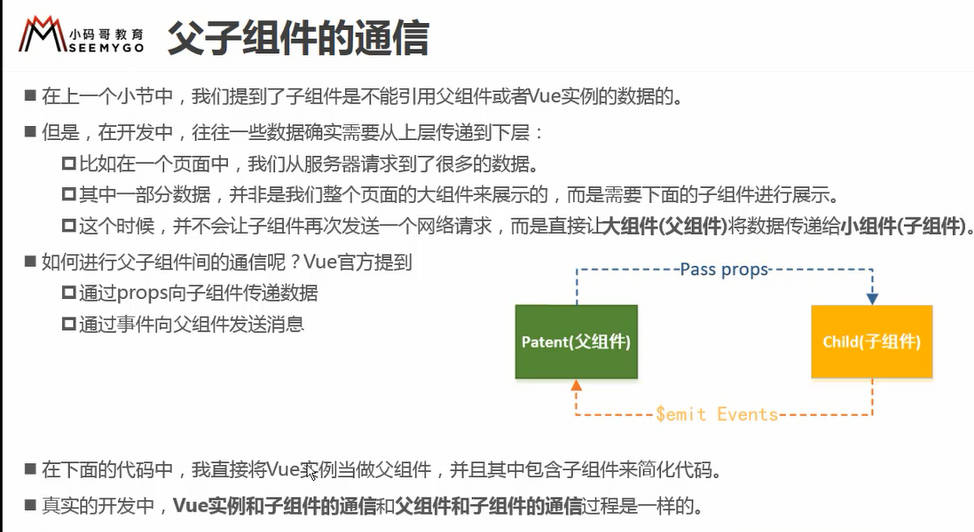 小码哥教育
SEEMYGO
父子组件的通信
在上一个小节中，我们提到了子组件是不能引用父组件或者Vue实例的数据的。
但是，在开发中，往往一些数据确实需要从上层传递到下层：
比如在一个页面中，我们从服务器请求到了很多的数据。
其中一部分数据，并非是我们整个页面的大组件来展示的，而是需要下面的子组件进行展示。
这个时候，并不会让子组件再次发送一个网络请求，而是直接让大组件(父组件)将数据传递给小组件(子组件)。
如何进行父子组件间的通信呢？Vue官方提到
通过props向子组件传递数据
通过事件向父组件发送消息
Pass props
Patent(父组件)
Child(子组件)
$emit Events
在下面的代码中，我直接将Vue实例当做父组件，并且其中包含子组件来简化代码。
真实的开发中，Vue实例和子组件的通信和父组件和子组件的通信过程是一样的。